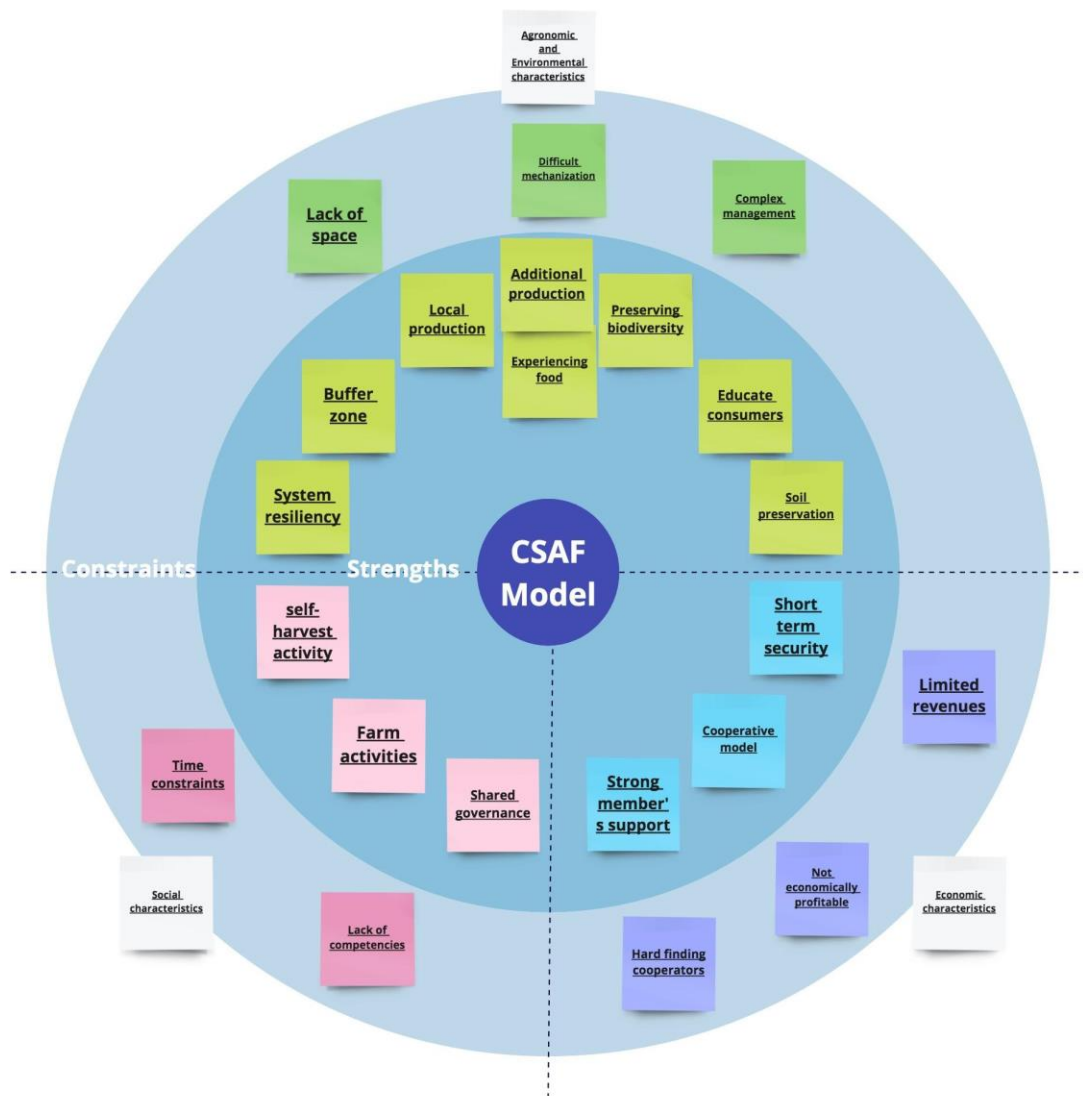 Agronomic
and
Environmental
characteristics
Difficult
mechanization
Complex
management
Lack of
space
Additional
production
Local
production
Preserving
biodiversity
Experiencing
food
Buffer
zone
Educate
consumers
System
resiliency
Soil
preservation
CSAF
Model
Constraints
Strengths
self-
harvest
activity
Short
term
security
Limited
revenues
Farm
activities
Cooperative
model
Time
constraints
Shared
governance
Strong
member'
s support
Not
economically
profitable
Social
characteristics
Economic
characteristics
Lack of
competencies
Hard finding
cooperators